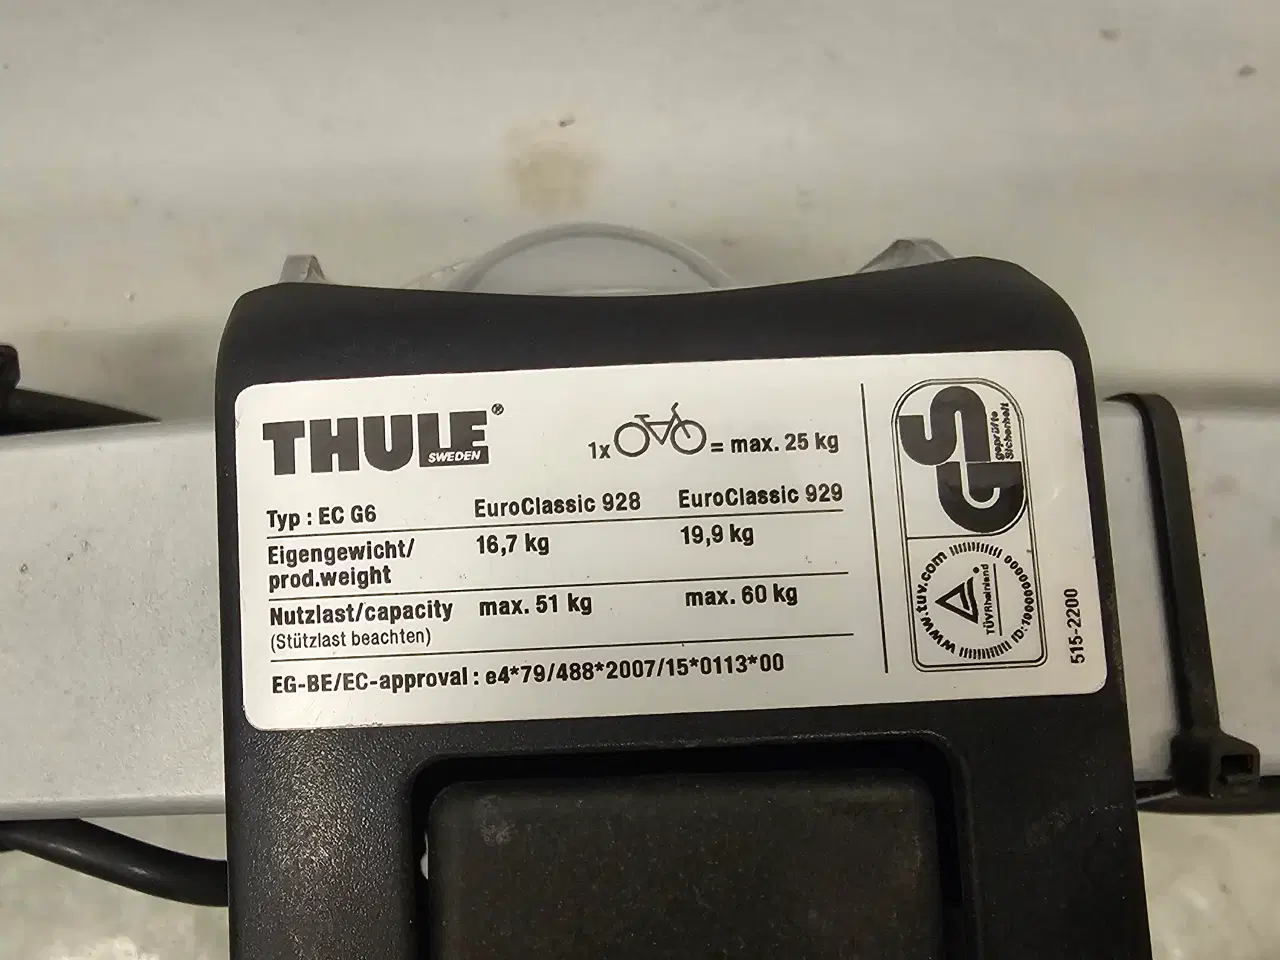 THULE®
SWEDEN
1x = max. 25 kg
Typ : EC G6 EuroClassic 928 EuroClassic 929
Eigengewicht/ 16,7 kg 19,9 kg
prod.weight
Nutzlast/capacity max. 51 kg max. 60 kg
(Stützlast beachten)
EG-BE/EC-approval : e4*79/488*2007/15*0113*00
geprüfte
Sicherheit
www.tuv.com
TÜVRheinland
515-2200